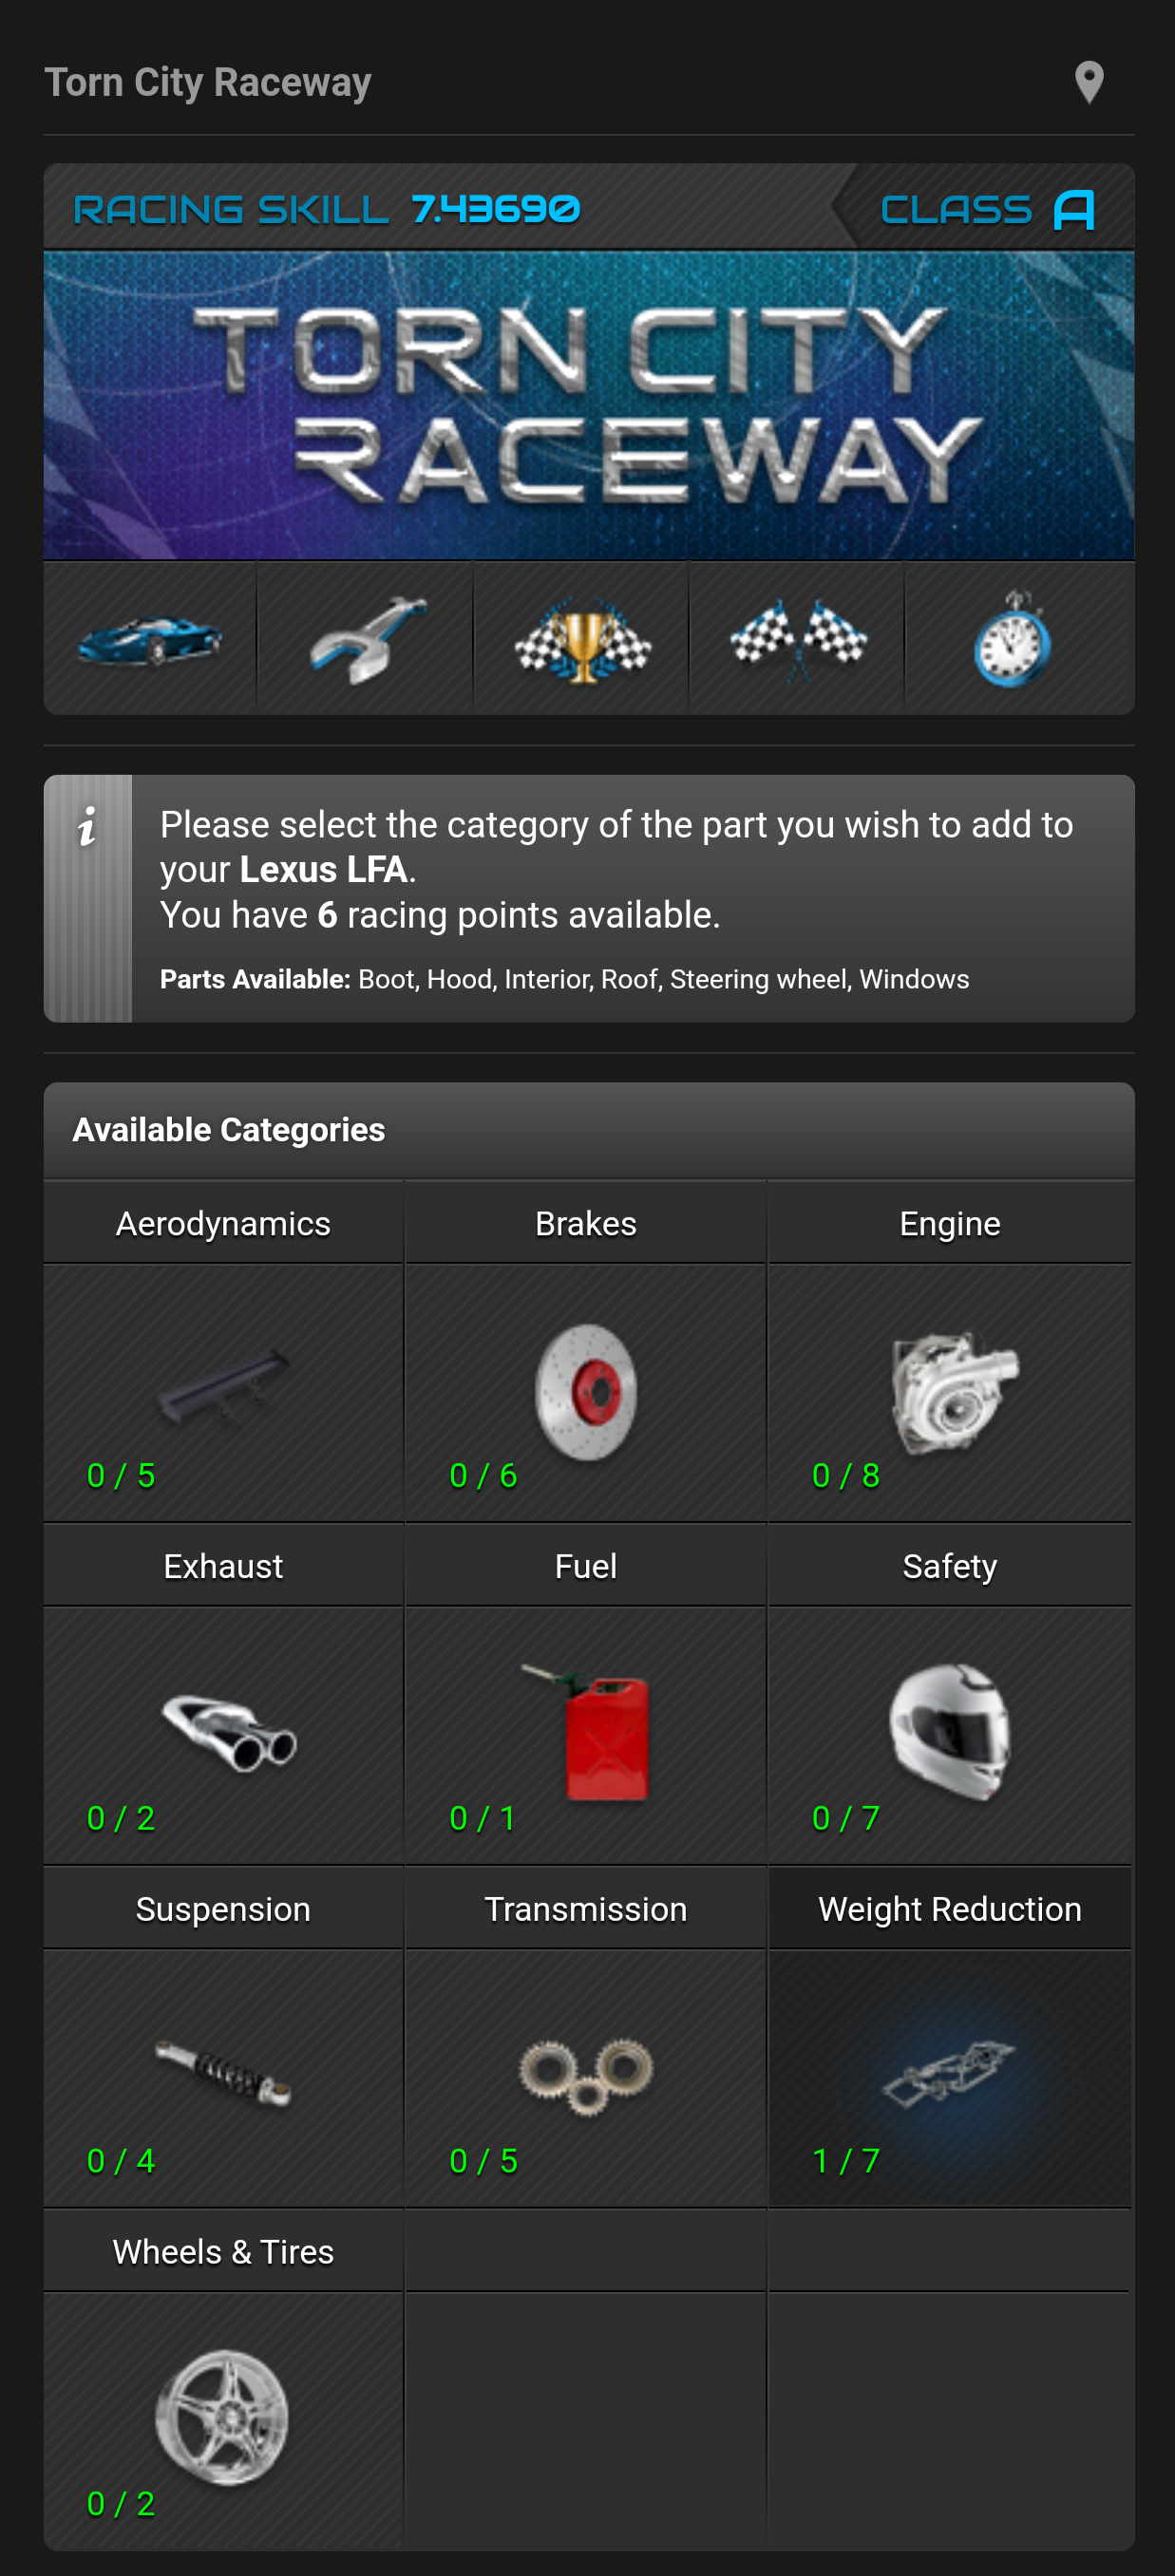 Torn City Raceway
RACING SKILL 7.43690
CLASS A
TORN CITY
RACEWAY
i
Please select the category of the part you wish to add to
your Lexus LFA.
You have 6 racing points available.
Parts Available: Boot, Hood, Interior, Roof, Steering wheel, Windows
Available Categories
Aerodynamics
Brakes
Engine
0 / 5
0 / 6
0 / 8
Exhaust
Fuel
Safety
0 / 2
0 / 1
0 / 7
Suspension
Transmission
Weight Reduction
0 / 4
0 / 5
1 / 7
Wheels & Tires
0 / 2